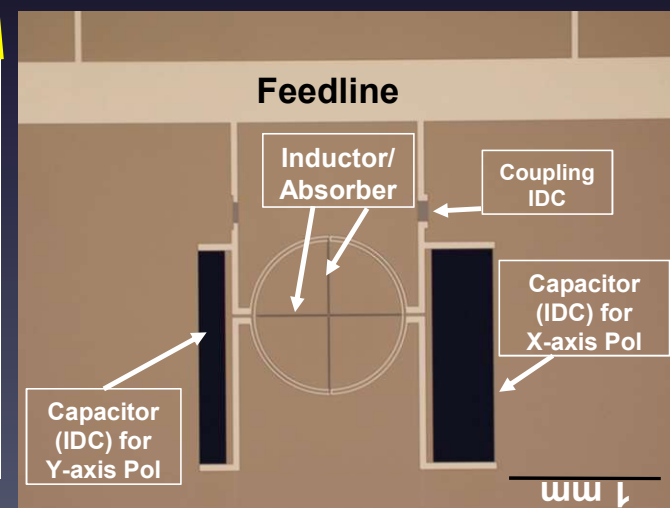 Feedline
Inductor/
Absorber
Coupling
IDC
Capacitor
(IDC) for
X-axis Pol
Capacitor
(IDC) for
Y-axis Pol
1 mm